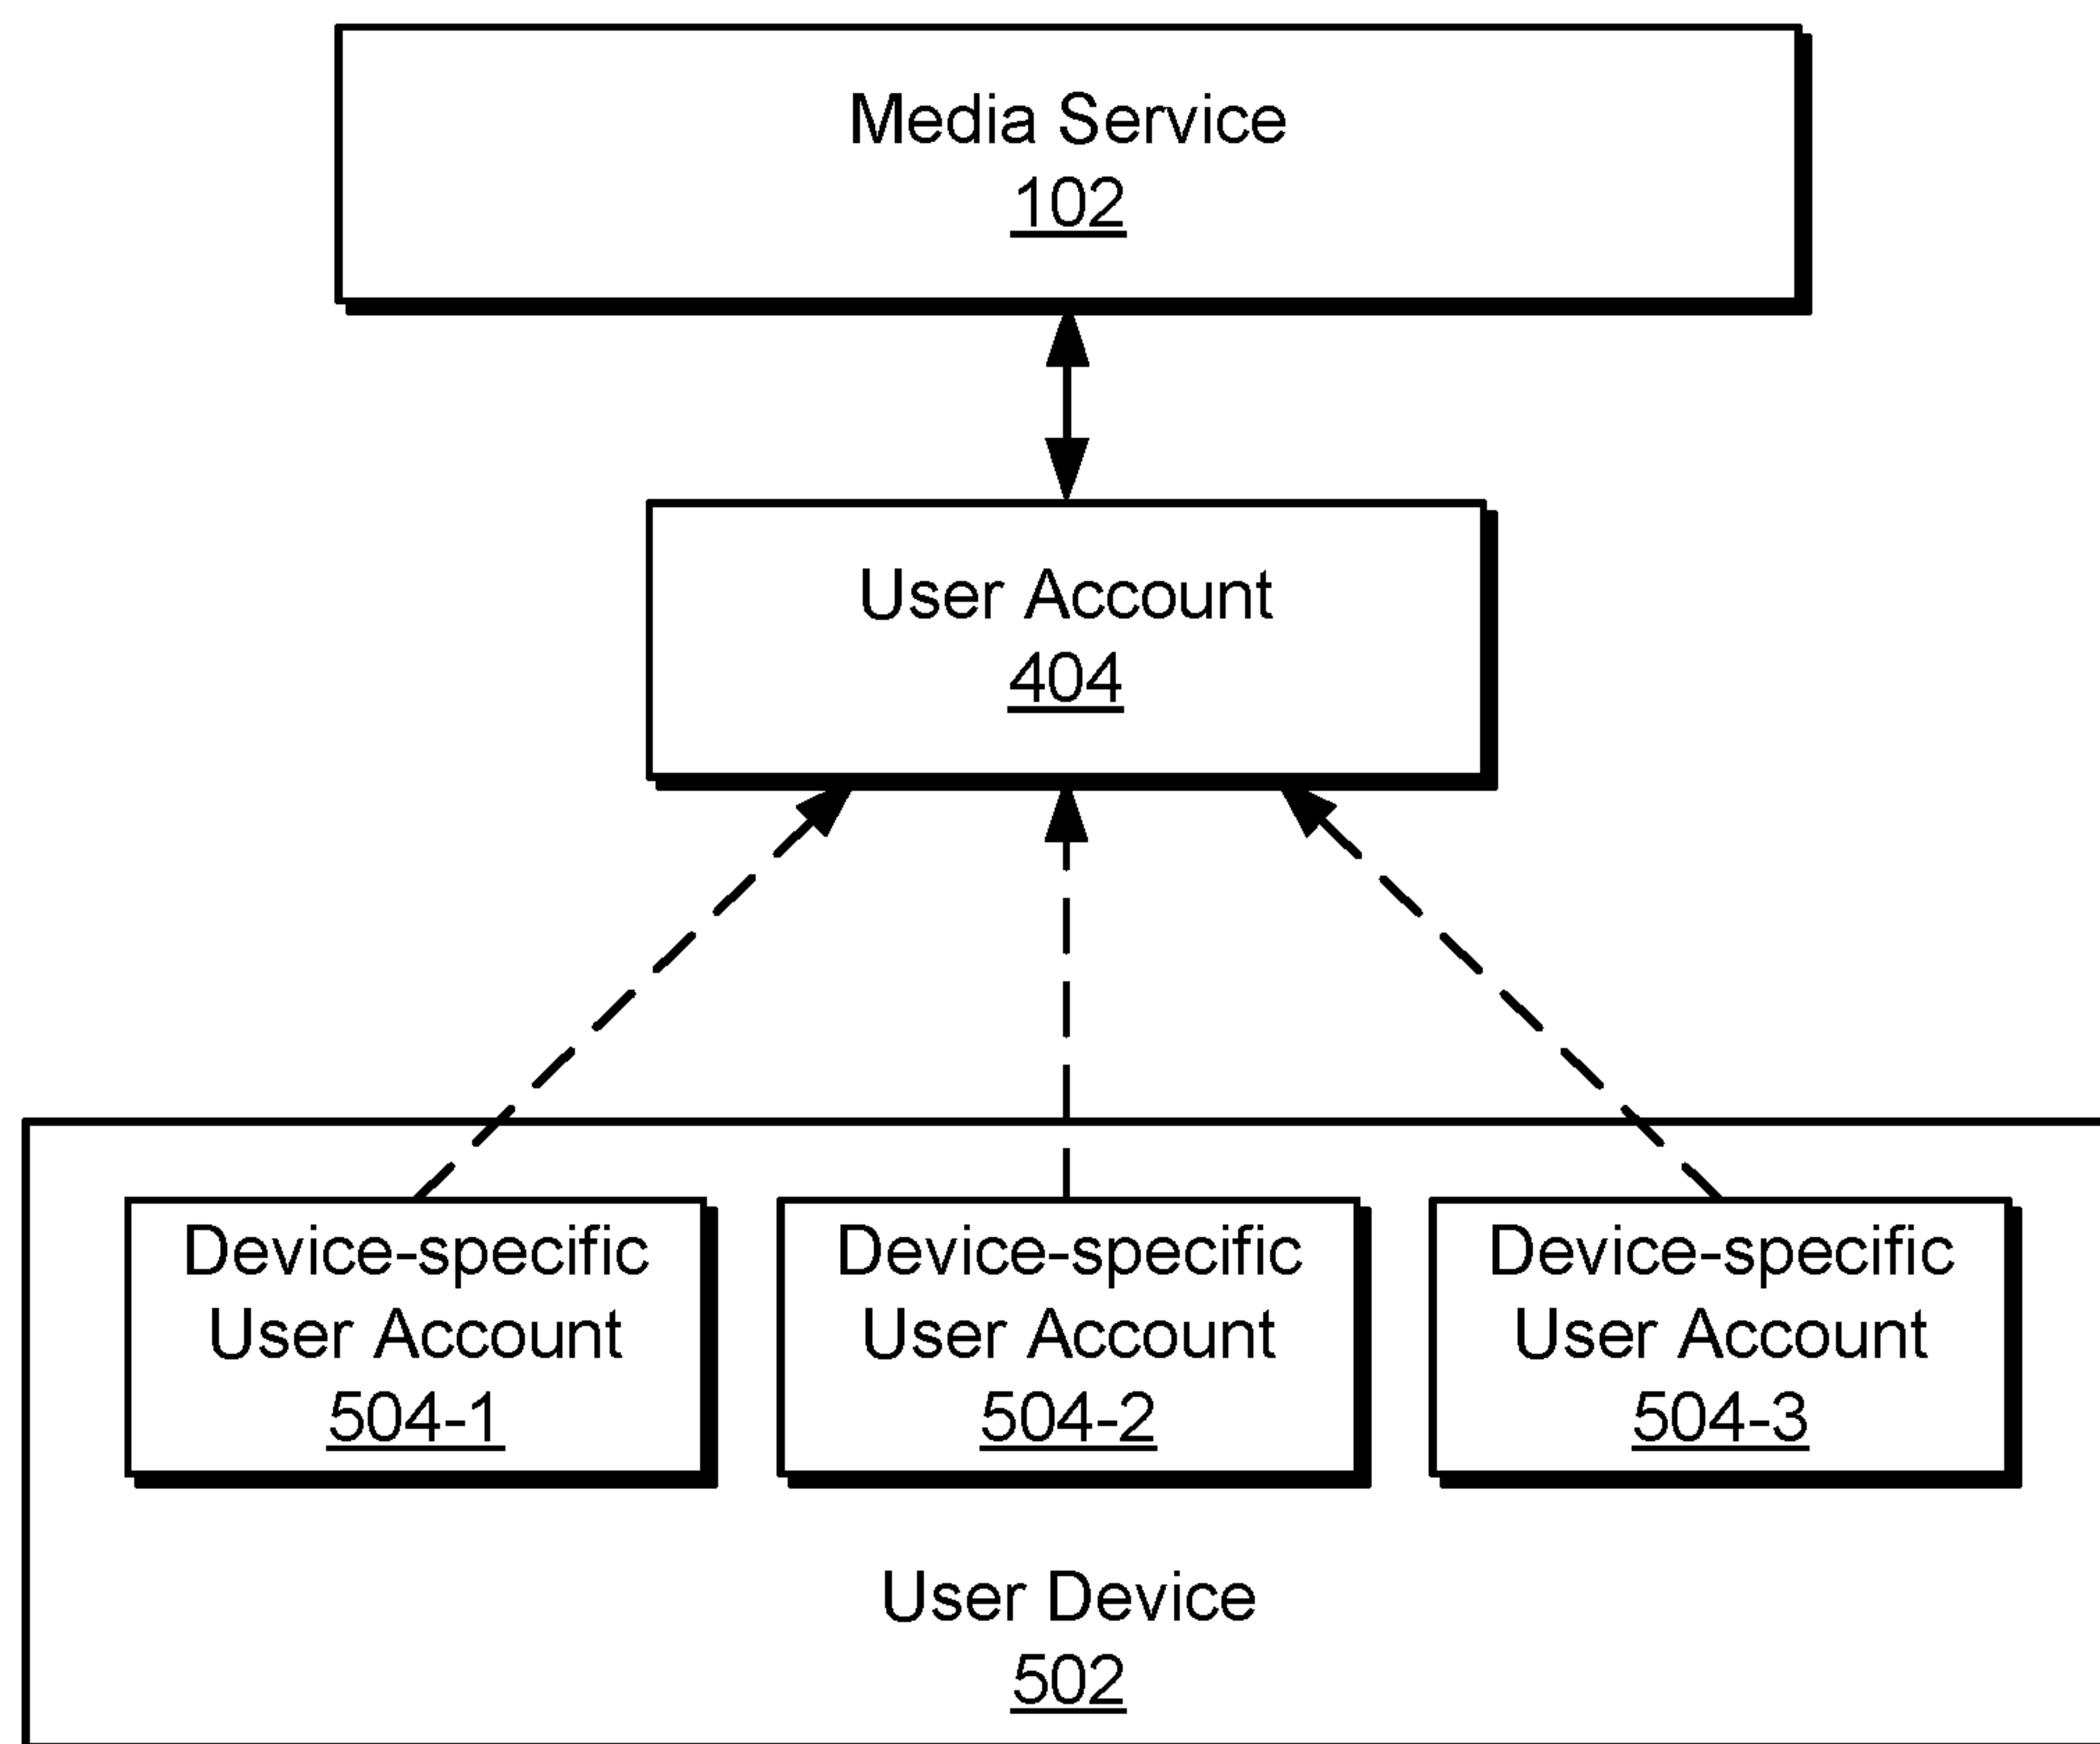 Media Service
102
User Account
404
Device-specific
User Account
504-1
Device-specific
User Account
504-2
Device-specific
User Account
504-3
User Device
502